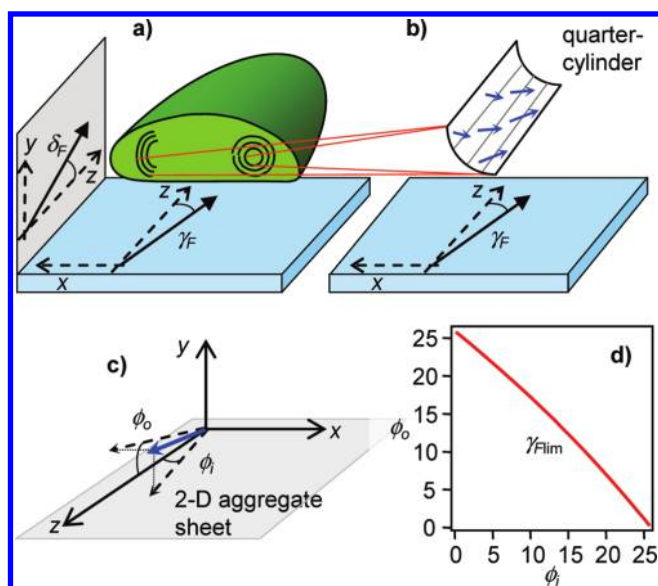 a)
b)
quarter-
cylinder
y
δF
z
z
γF
x
z
γF
x
c)
y
ϕo
ϕi
x
z
2-D aggregate
sheet
d)
ϕo
25
20
15
10
5
0
γFlim
0 5 10 15 20 25
ϕi